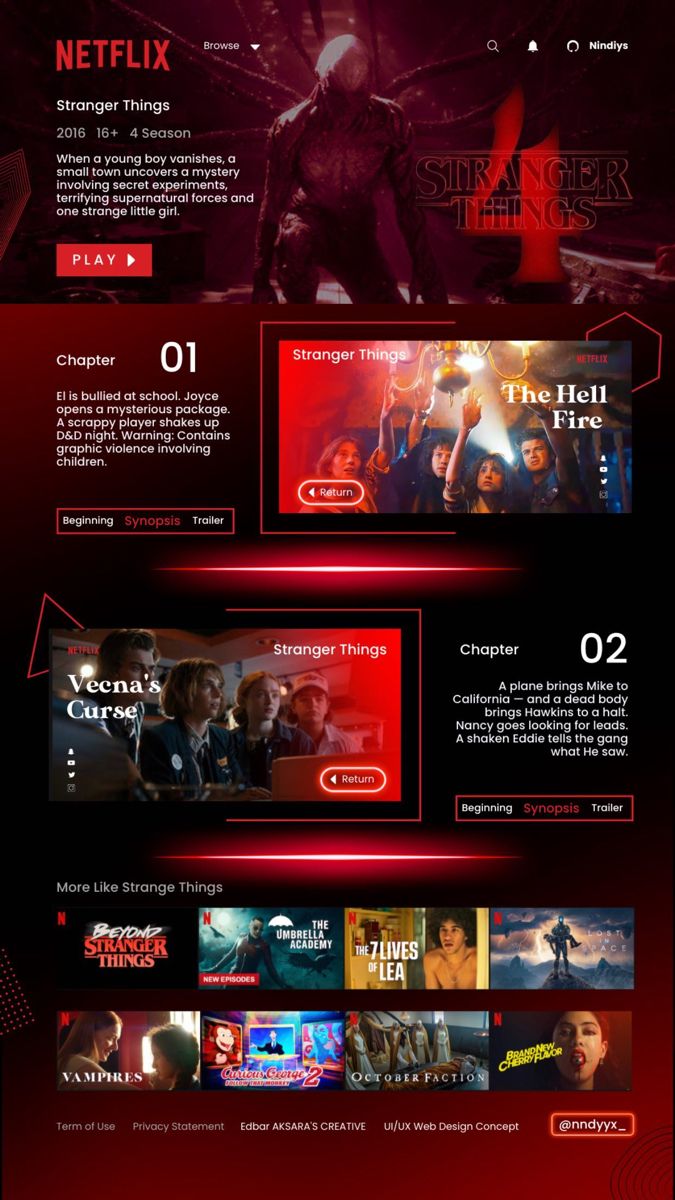 NETFLIX
Browse
Nindiys
Stranger Things
2016 16+ 4 Season
When a young boy vanishes, a
small town uncovers a mystery
involving secret experiments,
terrifying supernatural forces and
one strange little girl.
PLAY
4
STRANGER
THINGS
Chapter 01
El is bullied at school. Joyce
opens a mysterious package.
A scrappy player shakes up
D&D night. Warning: Contains
graphic violence involving
children.
Beginning Synopsis Trailer
Stranger Things
NETFLIX
The Hell
Fire
Return
NETFLIX
Stranger Things
Vecna's
Curse
Return
Chapter 02
A plane brings Mike to
California — and a dead body
brings Hawkins to a halt.
Nancy goes looking for leads.
A shaken Eddie tells the gang
what He saw.
Beginning Synopsis Trailer
More Like Strange Things
N
BEYOND
STRANGER
THINGS
N
THE
UMBRELLA
ACADEMY
NEW EPISODES
N
THE 7 LIVES
OF LEA
N
LOST
IN
SPACE
N
VAMPIRES
Curious George 2
FOLLOW THAT MONKEY
N
OCTOBER FACTION
N
BRAND NEW
CHERRY FLAVOR
Term of Use Privacy Statement Edbar AKSARA'S CREATIVE UI/UX Web Design Concept @nndyyx_